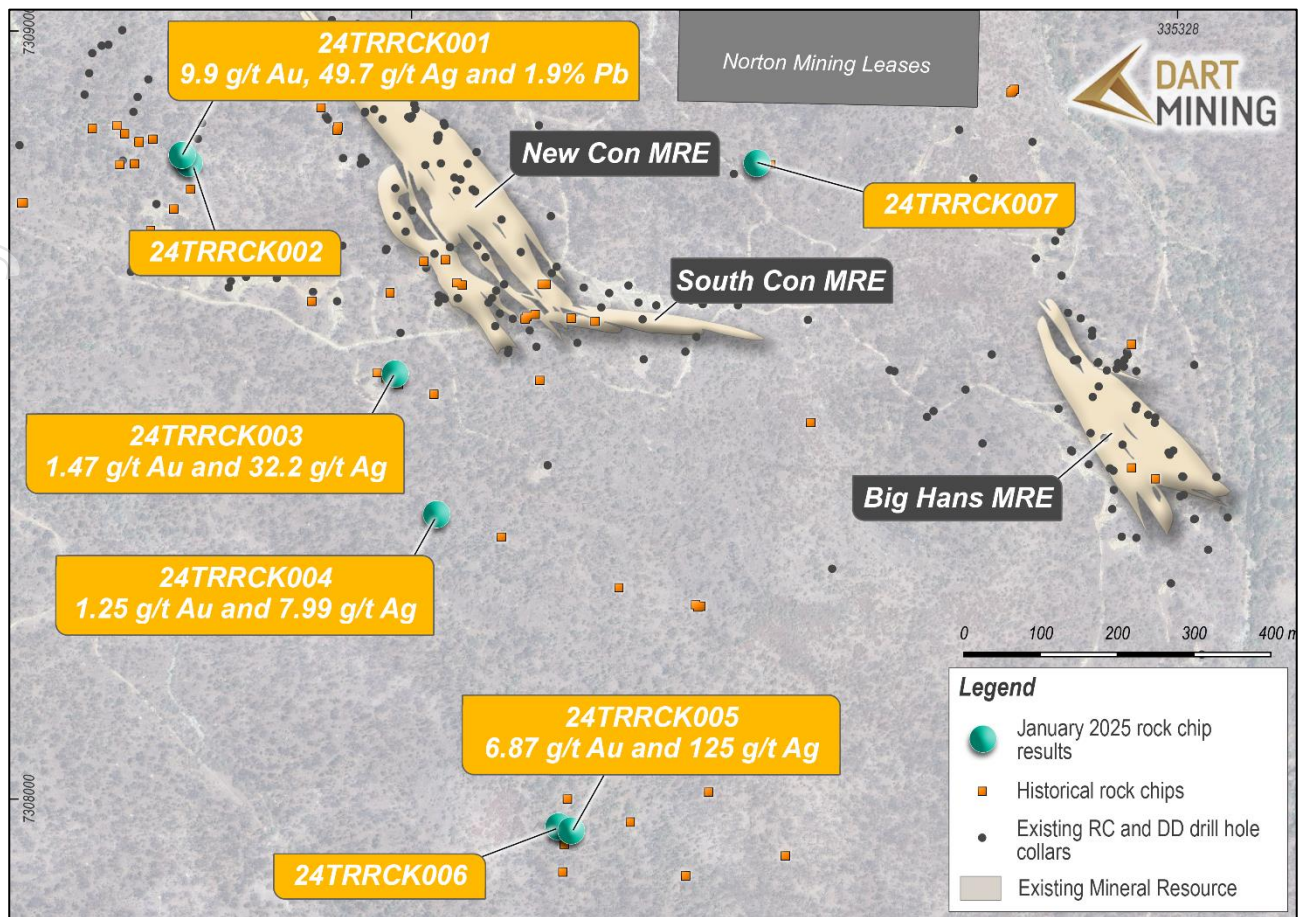 7309000
335328
24TRRCK001
9.9 g/t Au, 49.7 g/t Ag and 1.9% Pb
Norton Mining Leases
DART
MINING
New Con MRE
24TRRCK007
24TRRCK002
South Con MRE
24TRRCK003
1.47 g/t Au and 32.2 g/t Ag
Big Hans MRE
24TRRCK004
1.25 g/t Au and 7.99 g/t Ag
0 100 200 300 400 m
24TRRCK005
6.87 g/t Au and 125 g/t Ag
7308000
24TRRCK006
Legend
January 2025 rock chip
results
Historical rock chips
Existing RC and DD drill hole
collars
Existing Mineral Resource